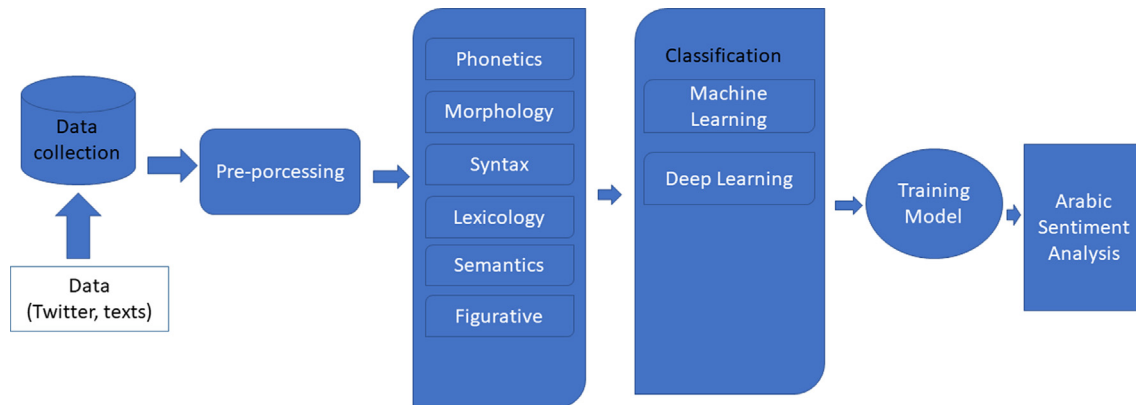 Data
(Twitter, texts)
Data
collection
Pre-porcessing
Phonetics
Morphology
Syntax
Lexicology
Semantics
Figurative
Classification
Machine
Learning
Deep Learning
Training
Model
Arabic
Sentiment
Analysis